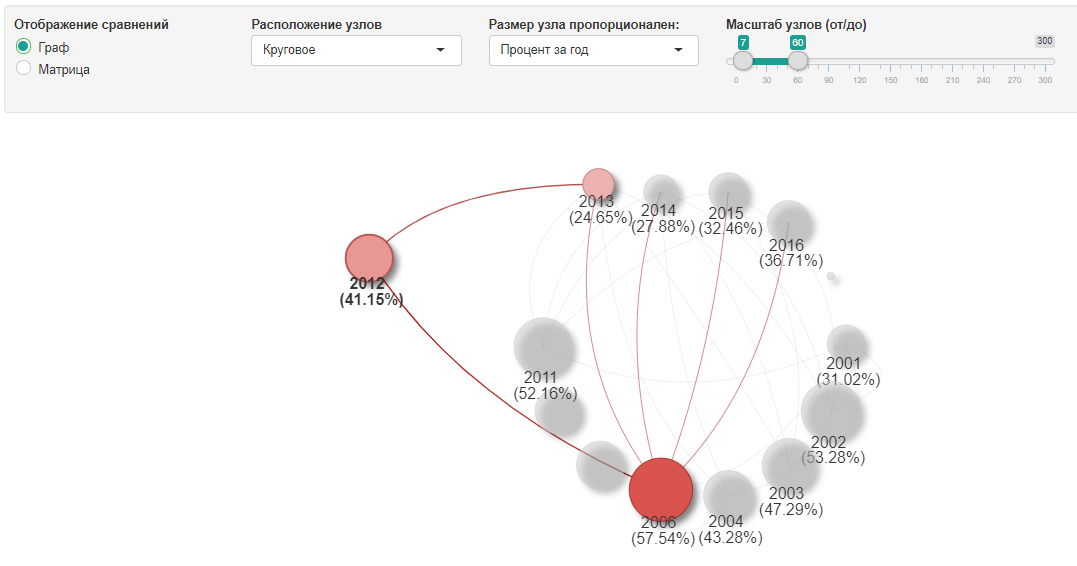 Отображение сравнений
Граф
Матрица
Расположение узлов
Круговое
Размер узла пропорционален:
Процент за год
Масштаб узлов (от/до)
7
60
300
0 30 60 90 120 150 180 210 240 270 300
2013
(24.65%)
2014
(27.88%)
2015
(32.46%)
2016
(36.71%)
2012
(41.15%)
2001
(31.02%)
2011
(52.16%)
2002
(53.28%)
2003
(47.29%)
2006
(57.54%)
2004
(43.28%)